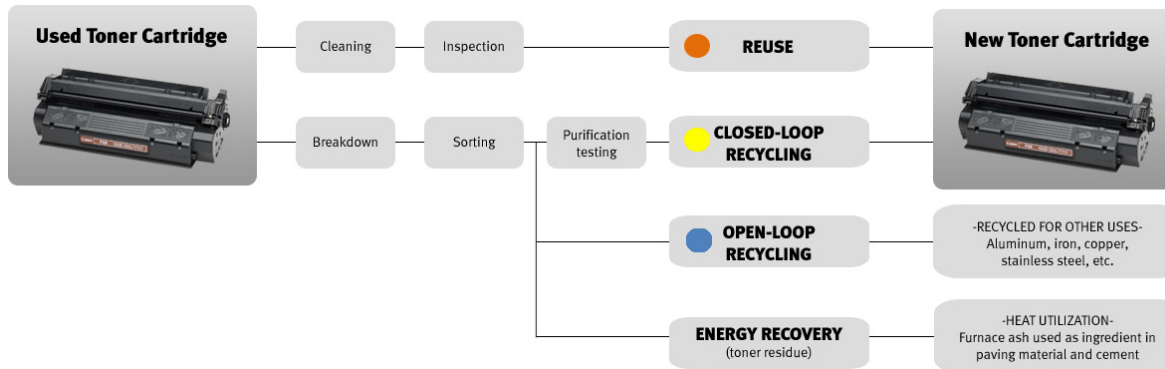 Used Toner Cartridge
Cleaning
Inspection
REUSE
New Toner Cartridge
Breakdown
Sorting
Purification
testing
CLOSED-LOOP
RECYCLING
OPEN-LOOP
RECYCLING
-RECYCLED FOR OTHER USES-
Aluminum, iron, copper,
stainless steel, etc.
ENERGY RECOVERY
(toner residue)
-HEAT UTILIZATION-
Furnace ash used as ingredient in
paving material and cement